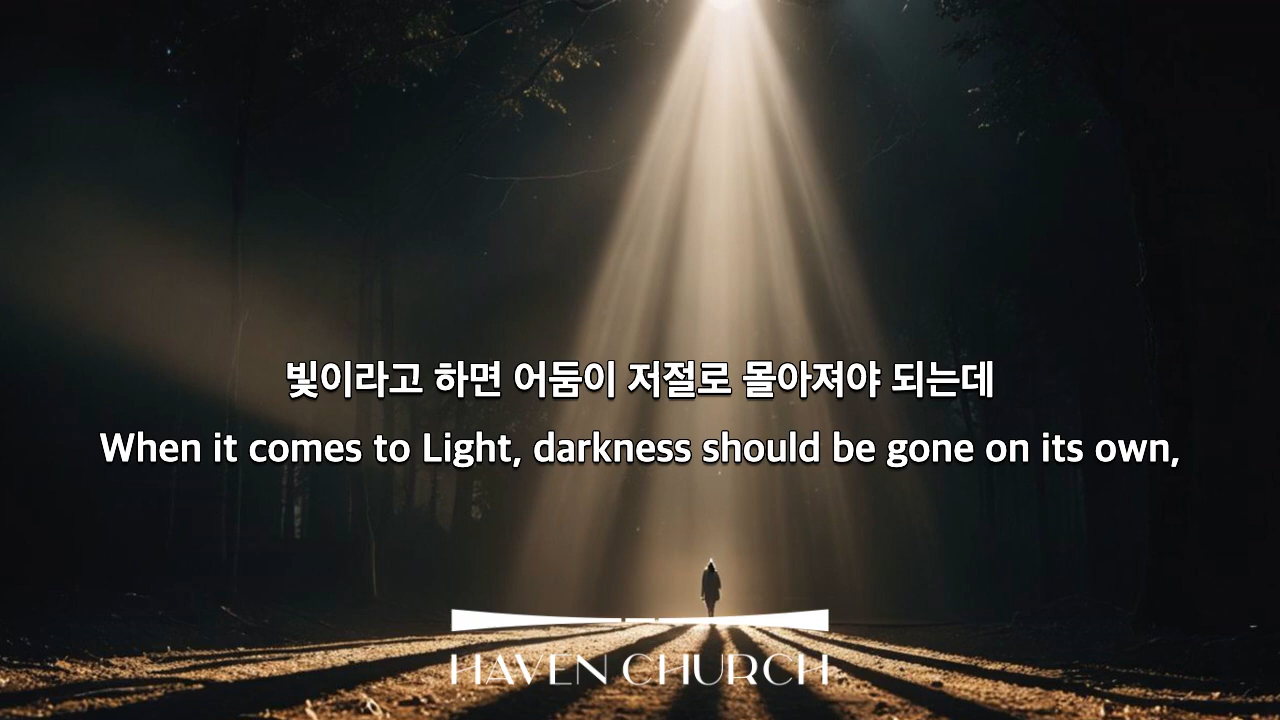 빛이라고 하면 어둠이 저절로 몰아져야 되는데
When it comes to Light, darkness should be gone on its own,
HAVEN CHURCH